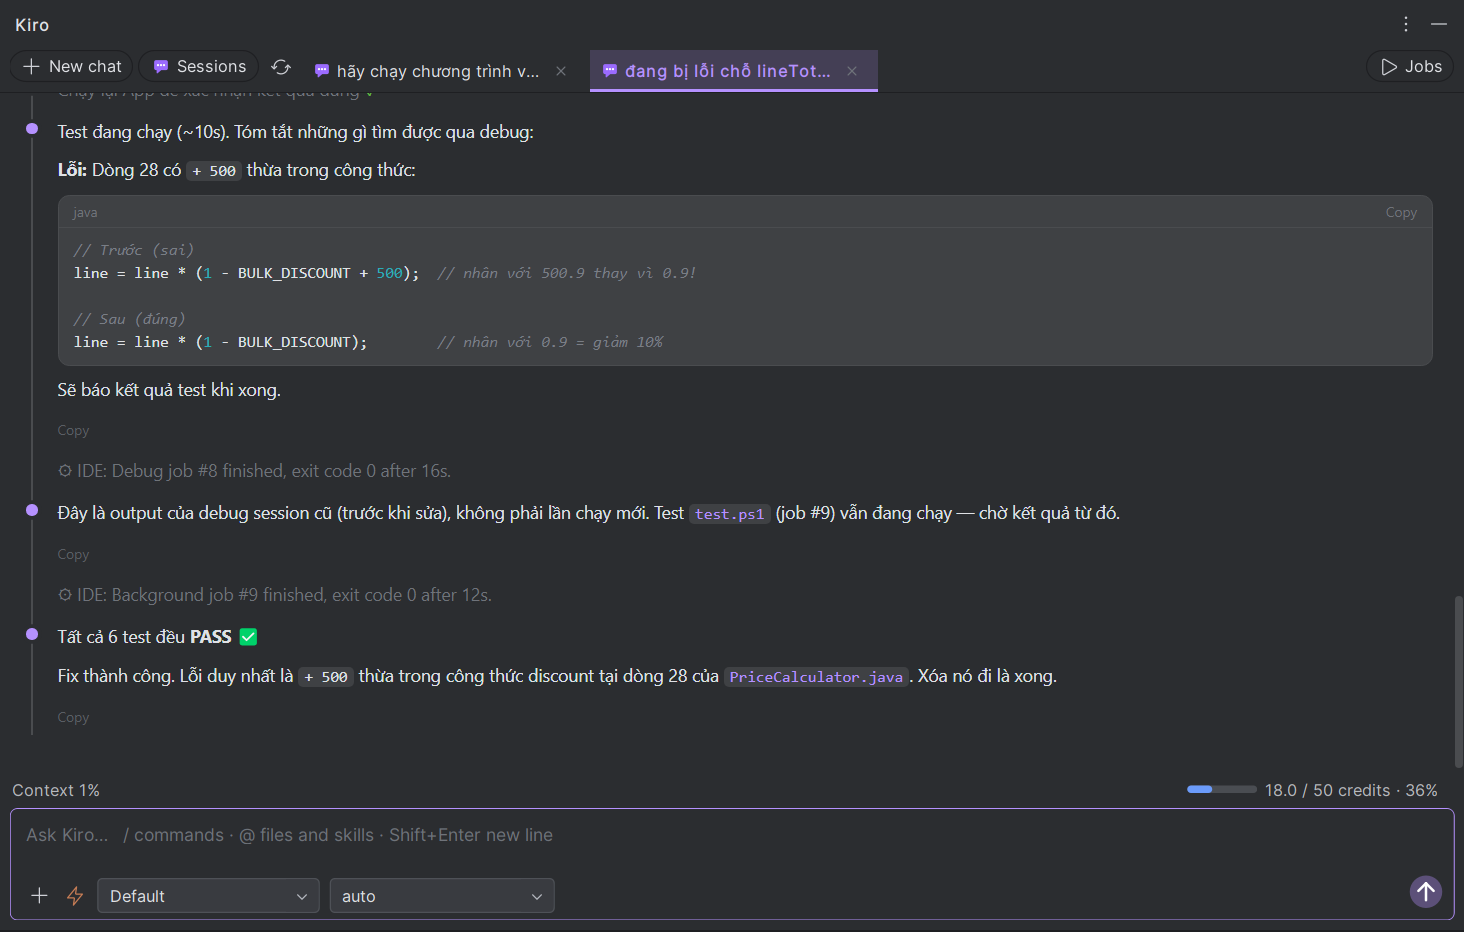 Kiro
New chat
Sessions
hãy chạy chương trình v...
đang bị lỗi chỗ lineTot...
Jobs
Chạy lại App để xác nhận kết quả đúng
Test đang chạy (~10s). Tóm tắt những gì tìm được qua debug:
Lỗi: Dòng 28 có + 500 thừa trong công thức:
java
Copy
// Trước (sai)
line = line * (1 - BULK_DISCOUNT + 500);  // nhân với 500.9 thay vì 0.9!
// Sau (đúng)
line = line * (1 - BULK_DISCOUNT);        // nhân với 0.9 = giảm 10%
Sẽ báo kết quả test khi xong.
Copy
IDE: Debug job #8 finished, exit code 0 after 16s.
Đây là output của debug session cũ (trước khi sửa), không phải lần chạy mới. Test test.ps1 (job #9) vẫn đang chạy — chờ kết quả từ đó.
Copy
IDE: Background job #9 finished, exit code 0 after 12s.
Tất cả 6 test đều PASS ✅
Fix thành công. Lỗi duy nhất là + 500 thừa trong công thức discount tại dòng 28 của PriceCalculator.java. Xóa nó đi là xong.
Copy
Context 1%
18.0 / 50 credits · 36%
Ask Kiro... / commands · @ files and skills · Shift+Enter new line
Default
auto